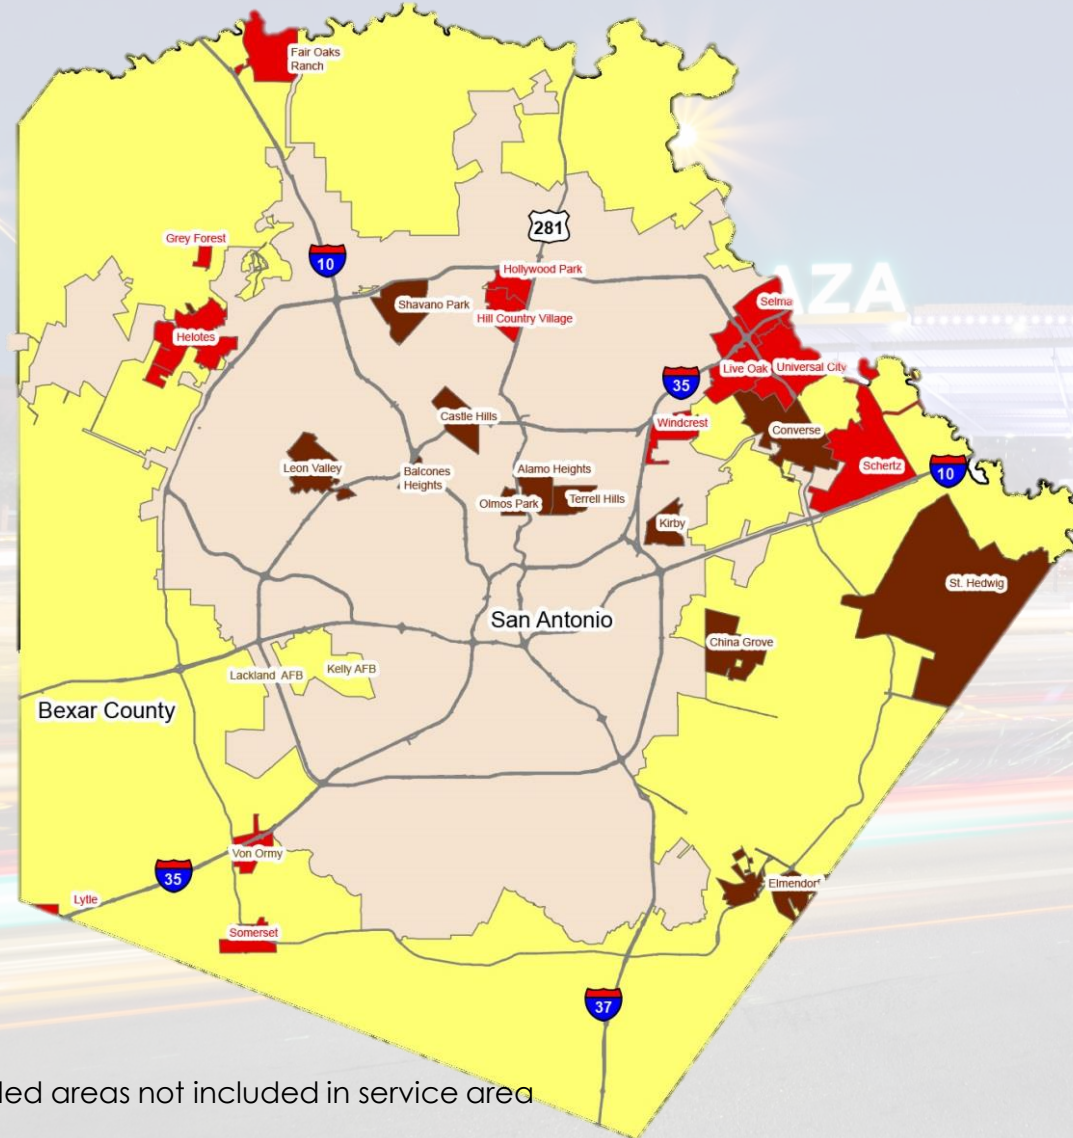 Fair Oaks
Ranch
281
Grey Forest
10
Hollywood Park
AZA
Shavano Park
Selma
Hill Country Village
Helotes
Live Oak
Universal City
35
Castle Hills
Windcrest
Converse
Leon Valley
Balcones
Heights
Alamo Heights
Schertz
10
Olmos Park
Terrell Hills
Kirby
St. Hedwig
San Antonio
China Grove
Lackland AFB
Kelly AFB
Bexar County
Von Ormy
35
Elmendorf
Lytle
Somerset
37
led areas not included in service area